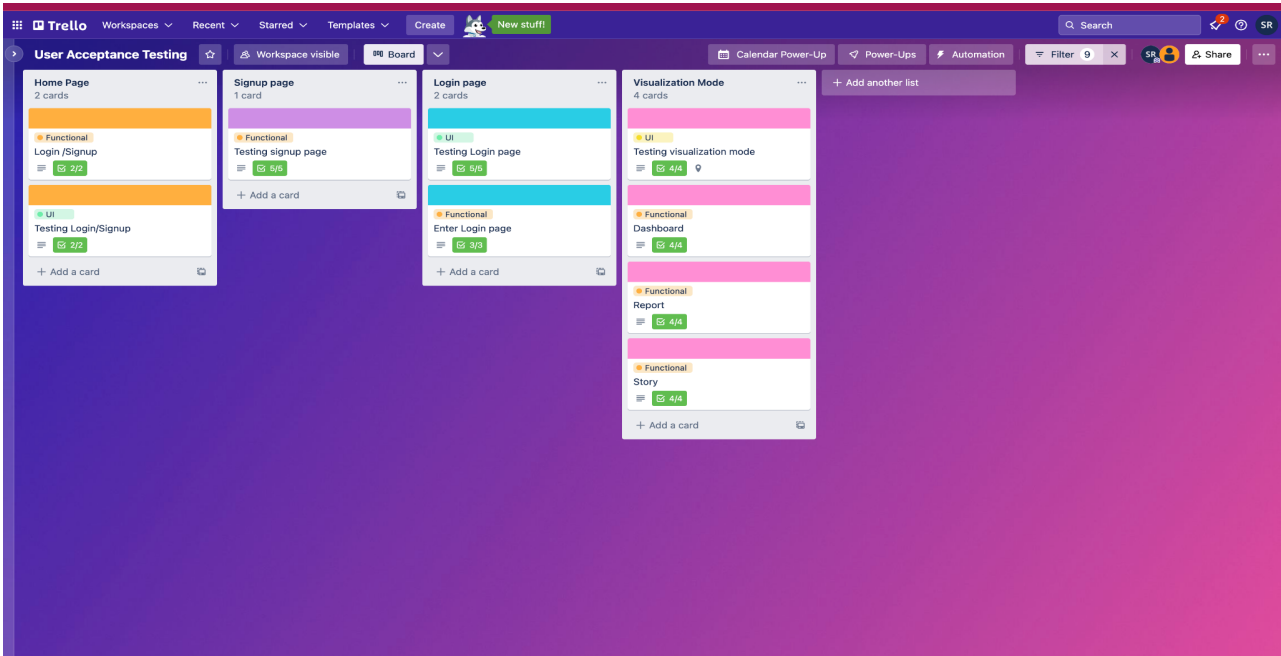 Trello Workspaces Recent Starred Templates Create New stuff! Search 2 SR
User Acceptance Testing Workspace visible Board Calendar Power-Up Power-Ups Automation Filter 9 SR Share
Home Page
2 cards
Functional
Login /Signup
2/2
UI
Testing Login/Signup
2/2
+ Add a card
Signup page
1 card
Functional
Testing signup page
5/5
+ Add a card
Login page
2 cards
UI
Testing Login page
5/5
Functional
Enter Login page
3/3
+ Add a card
Visualization Mode
4 cards
UI
Testing visualization mode
4/4
Functional
Dashboard
4/4
Functional
Report
4/4
Functional
Story
4/4
+ Add a card
+ Add another list